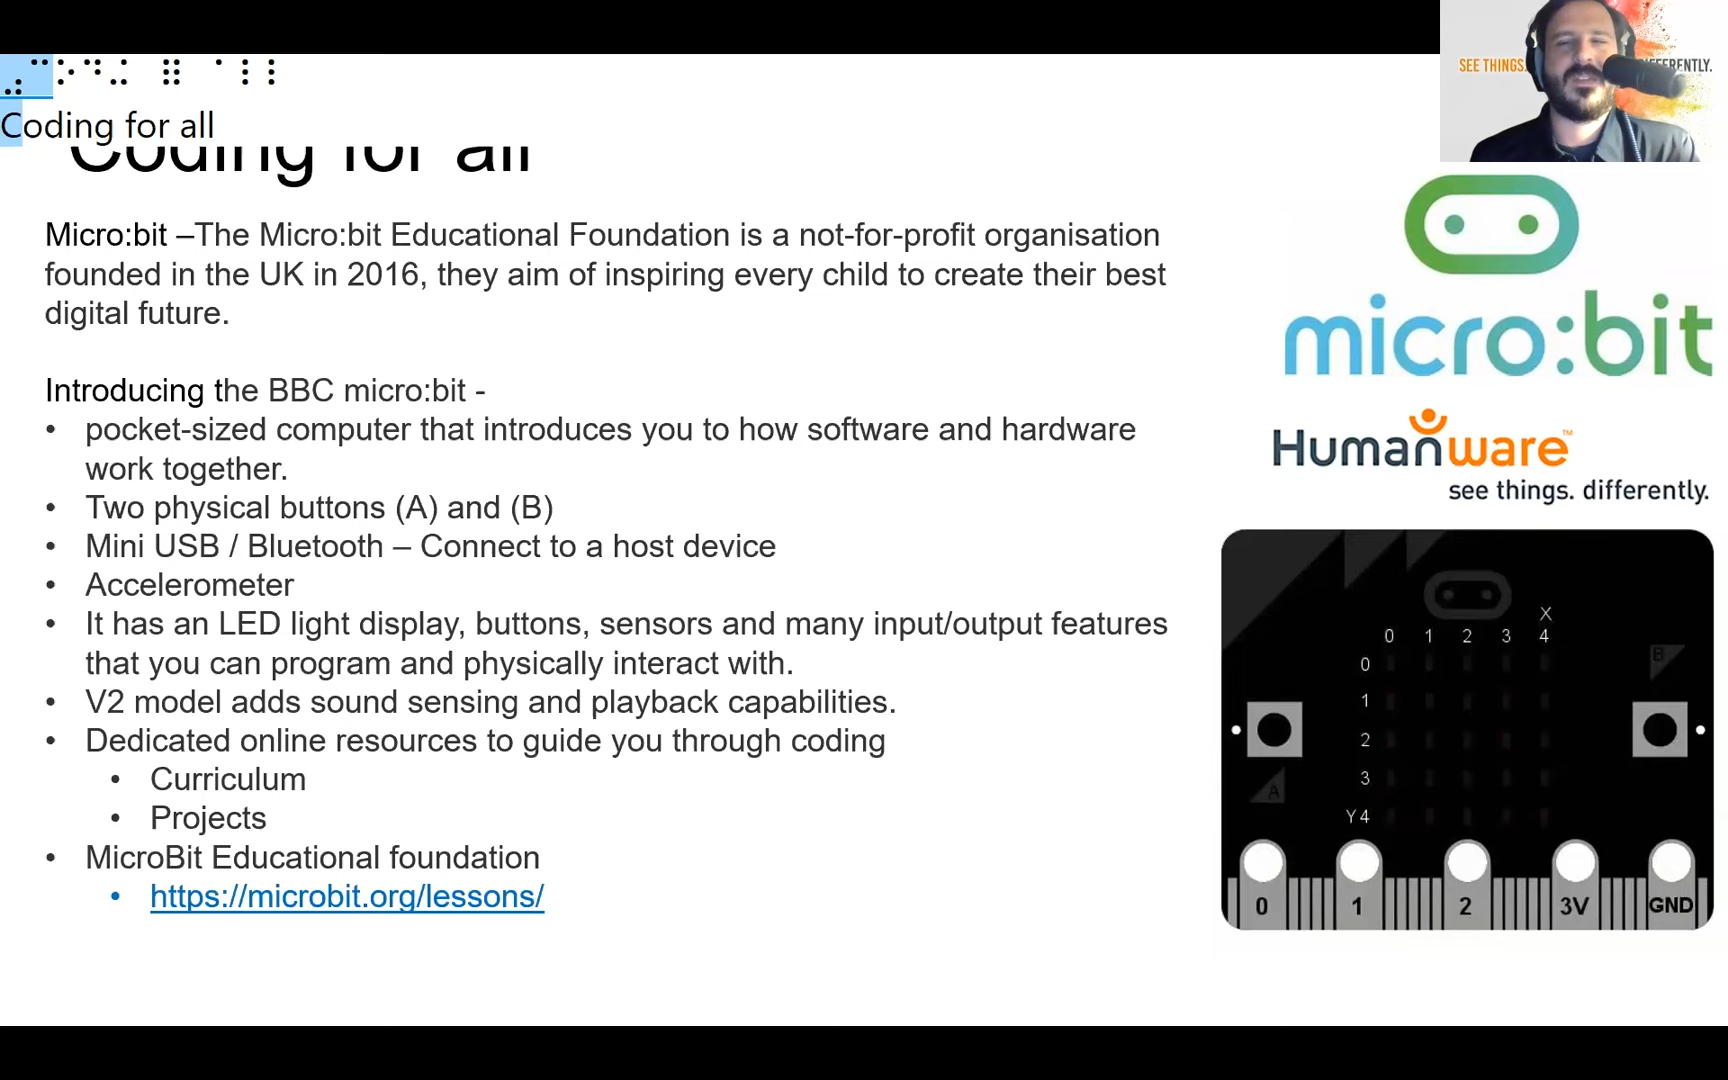 ⣠⠉⠕⠙⠬ ⠿ ⠁⠇⠇
Coding for all
Coding for all
SEE THINGS.
Micro:bit –The Micro:bit Educational Foundation is a not-for-profit organisation
founded in the UK in 2016, they aim of inspiring every child to create their best
digital future.
Introducing the BBC micro:bit -
• pocket-sized computer that introduces you to how software and hardware
work together.
• Two physical buttons (A) and (B)
• Mini USB / Bluetooth – Connect to a host device
• Accelerometer
• It has an LED light display, buttons, sensors and many input/output features
that you can program and physically interact with.
• V2 model adds sound sensing and playback capabilities.
• Dedicated online resources to guide you through coding
• Curriculum
• Projects
• MicroBit Educational foundation
• https://microbit.org/lessons/
micro:bit
Humanware™
see things. differently.
X
0 1 2 3 4
0
1
2
3
Y 4
B
A
0 1 2 3V GND